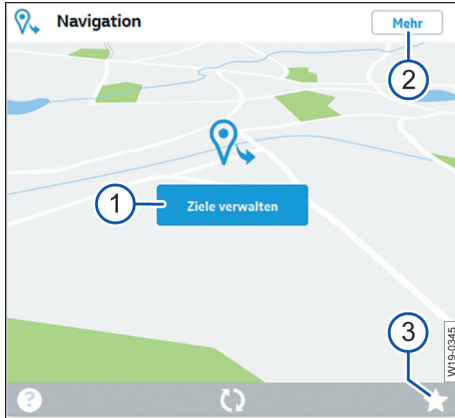 Navigation
Mehr
2
1
Ziele verwalten
3
W19-0345
?